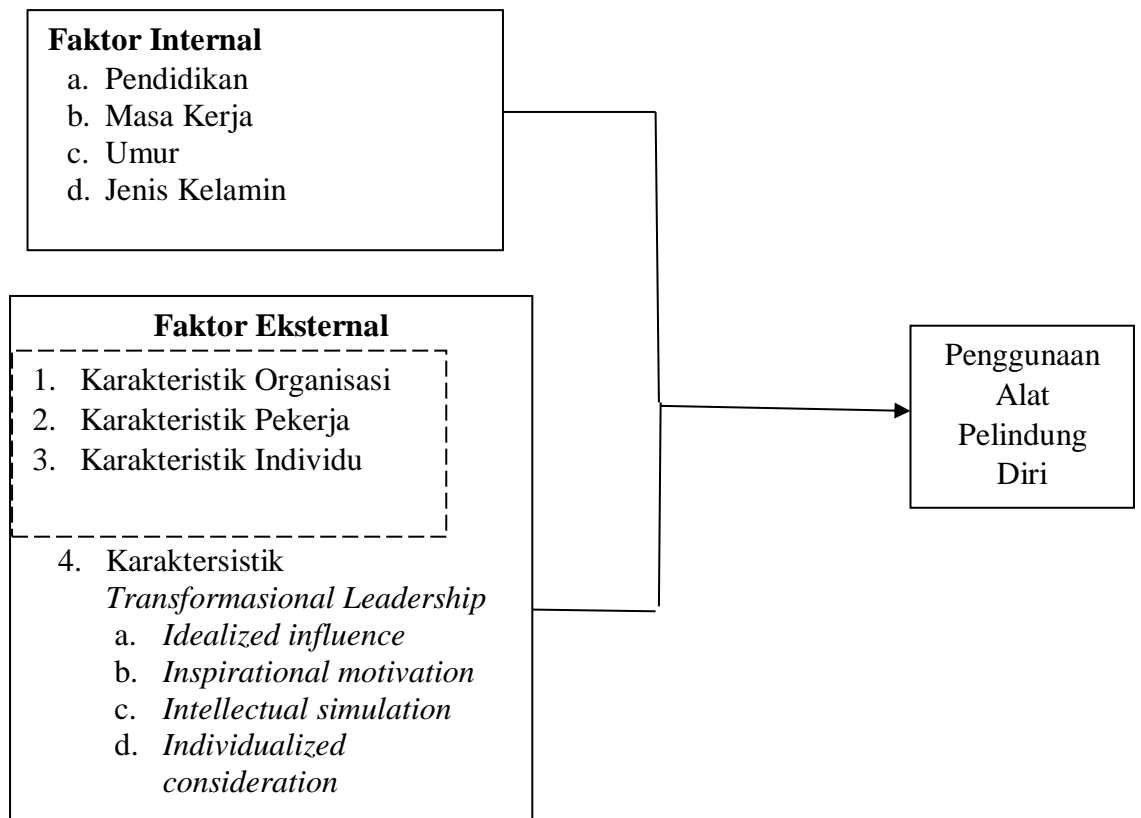 Faktor Internal
a. Pendidikan
b. Masa Kerja
c. Umur
d. Jenis Kelamin
Faktor Eksternal
1. Karakteristik Organisasi
2. Karakteristik Pekerja
3. Karakteristik Individu
4. Karaktersistik
Transformasional Leadership
a. Idealized influence
b. Inspirational motivation
c. Intellectual simulation
d. Individualized
consideration
Penggunaan
Alat
Pelindung
Diri